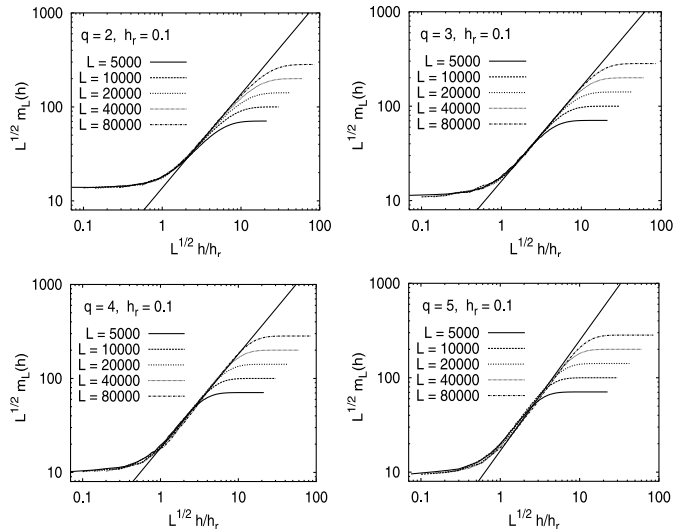 1000
100
10
0.1
1
10
100
L^{1/2} m_L(h)
L^{1/2} h/h_r
q = 2, h_r = 0.1
L = 5000
L = 10000
L = 20000
L = 40000
L = 80000
1000
100
10
0.1
1
10
100
L^{1/2} m_L(h)
L^{1/2} h/h_r
q = 3, h_r = 0.1
L = 5000
L = 10000
L = 20000
L = 40000
L = 80000
1000
100
10
0.1
1
10
100
L^{1/2} m_L(h)
L^{1/2} h/h_r
q = 4, h_r = 0.1
L = 5000
L = 10000
L = 20000
L = 40000
L = 80000
1000
100
10
0.1
1
10
100
L^{1/2} m_L(h)
L^{1/2} h/h_r
q = 5, h_r = 0.1
L = 5000
L = 10000
L = 20000
L = 40000
L = 80000